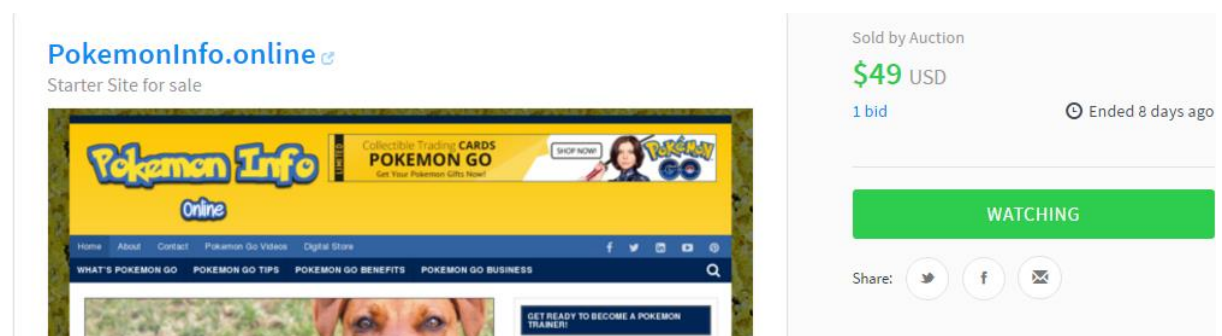 PokemonInfo.online
Starter Site for sale
Pokemon Info
Online
LIMITED
Collectible Trading CARDS
POKEMON GO
Get Your Pokemon Gifts Now!
SHOP NOW!
POKÉMON
GO
Home About Contact Pokemon Go Videos Digital Store
WHAT'S POKEMON GO POKEMON GO TIPS POKEMON GO BENEFITS POKEMON GO BUSINESS
GET READY TO BECOME A POKEMON
TRAINER!
Sold by Auction
$49 USD
1 bid Ended 8 days ago
WATCHING
Share: